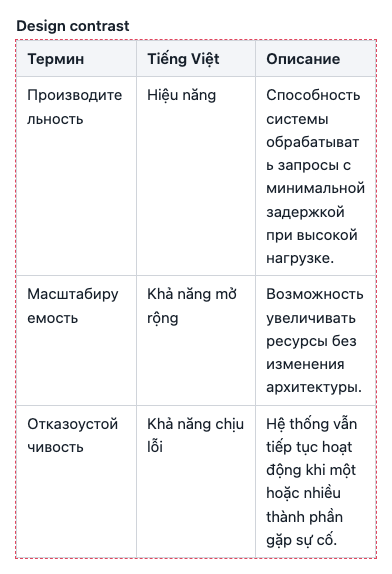 Design contrast
Термин
Tiếng Việt
Описание
Производите
льность
Hiệu năng
Способность
системы
обрабатыват
ь запросы с
минимальной
задержкой
при высокой
нагрузке.
Масштабиру
емость
Khả năng mở
rộng
Возможность
увеличивать
ресурсы без
изменения
архитектуры.
Отказоустой
чивость
Khả năng chịu
lỗi
Hệ thống vẫn
tiếp tục hoạt
động khi một
hoặc nhiều
thành phần
gặp sự cố.